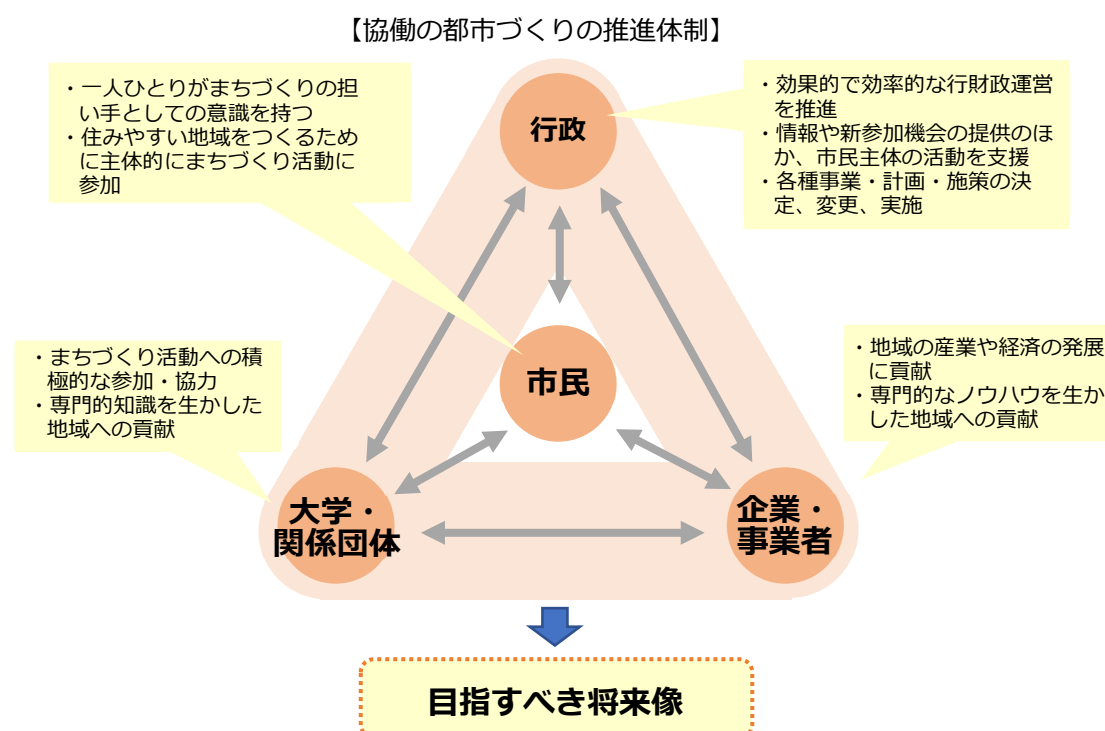 【協働の都市づくりの推進体制】
・一人ひとりがまちづくりの担
い手としての意識を持つ
・住みやすい地域をつくるため
に主体的にまちづくり活動に
参加
行政
・効果的で効率的な行財政運営
を推進
・情報や新参加機会の提供のほ
か、市民主体の活動を支援
・各種事業・計画・施策の決
定、変更、実施
市民
・まちづくり活動への積
極的な参加・協力
・専門的知識を生かした
地域への貢献
・地域の産業や経済の発展
に貢献
・専門的なノウハウを生か
した地域への貢献
大学・
関係団体
企業・
事業者
目指すべき将来像